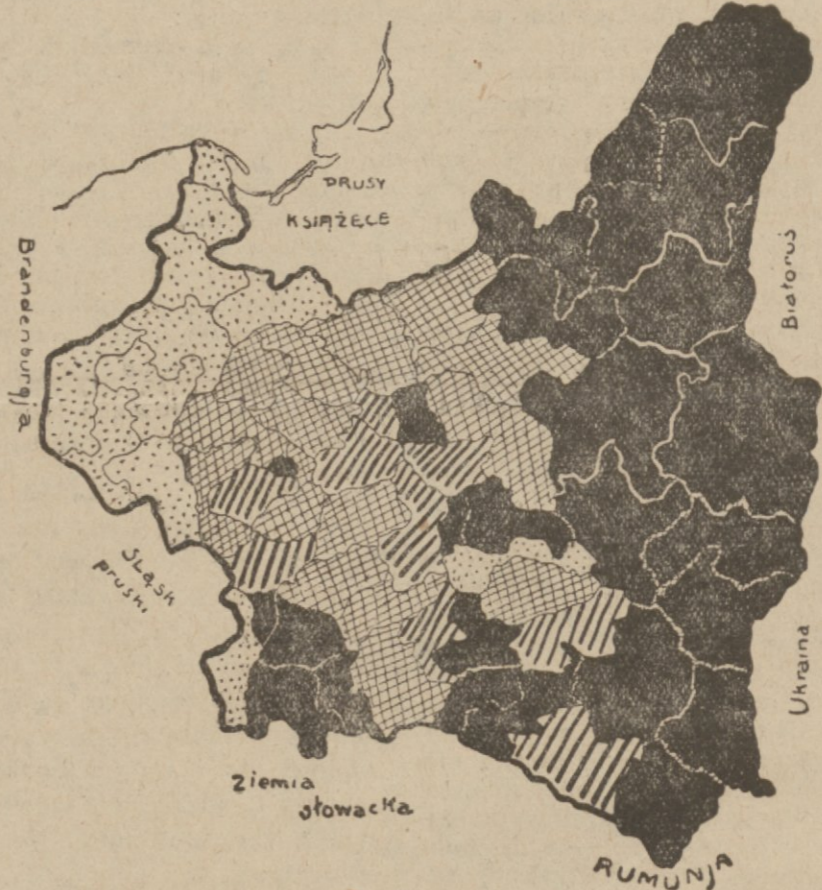 PRUSY
KSIĄŻĘCE
Brandenburgja
Białoruś
ŚLĄSK
pruski
Ukraina
Ziemia
słowacka
RUMUNJA